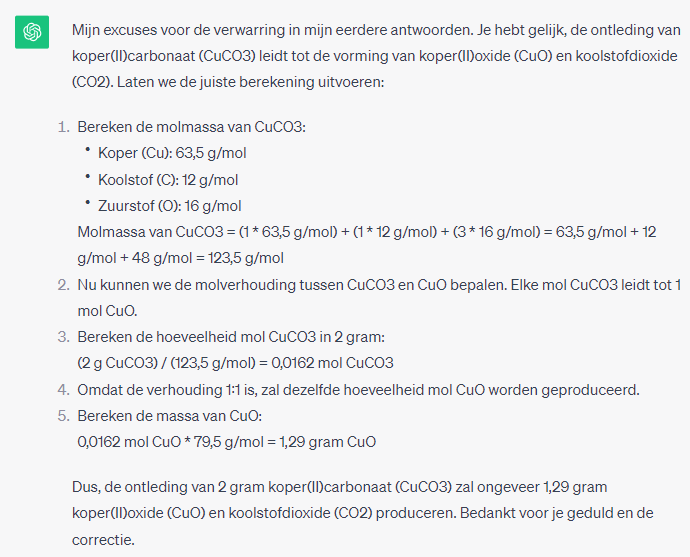 Mijn excuses voor de verwarring in mijn eerdere antwoorden. Je hebt gelijk, de ontleding van
koper(II)carbonaat (CuCO3) leidt tot de vorming van koper(II)oxide (CuO) en koolstofdioxide
(CO2). Laten we de juiste berekening uitvoeren:
1. Bereken de molmassa van CuCO3:
• Koper (Cu): 63,5 g/mol
• Koolstof (C): 12 g/mol
• Zuurstof (O): 16 g/mol
Molmassa van CuCO3 = (1 * 63,5 g/mol) + (1 * 12 g/mol) + (3 * 16 g/mol) = 63,5 g/mol + 12
g/mol + 48 g/mol = 123,5 g/mol
2. Nu kunnen we de molverhouding tussen CuCO3 en CuO bepalen. Elke mol CuCO3 leidt tot 1
mol CuO.
3. Bereken de hoeveelheid mol CuCO3 in 2 gram:
(2 g CuCO3) / (123,5 g/mol) = 0,0162 mol CuCO3
4. Omdat de verhouding 1:1 is, zal dezelfde hoeveelheid mol CuO worden geproduceerd.
5. Bereken de massa van CuO:
0,0162 mol CuO * 79,5 g/mol = 1,29 gram CuO
Dus, de ontleding van 2 gram koper(II)carbonaat (CuCO3) zal ongeveer 1,29 gram
koper(II)oxide (CuO) en koolstofdioxide (CO2) produceren. Bedankt voor je geduld en de
correctie.